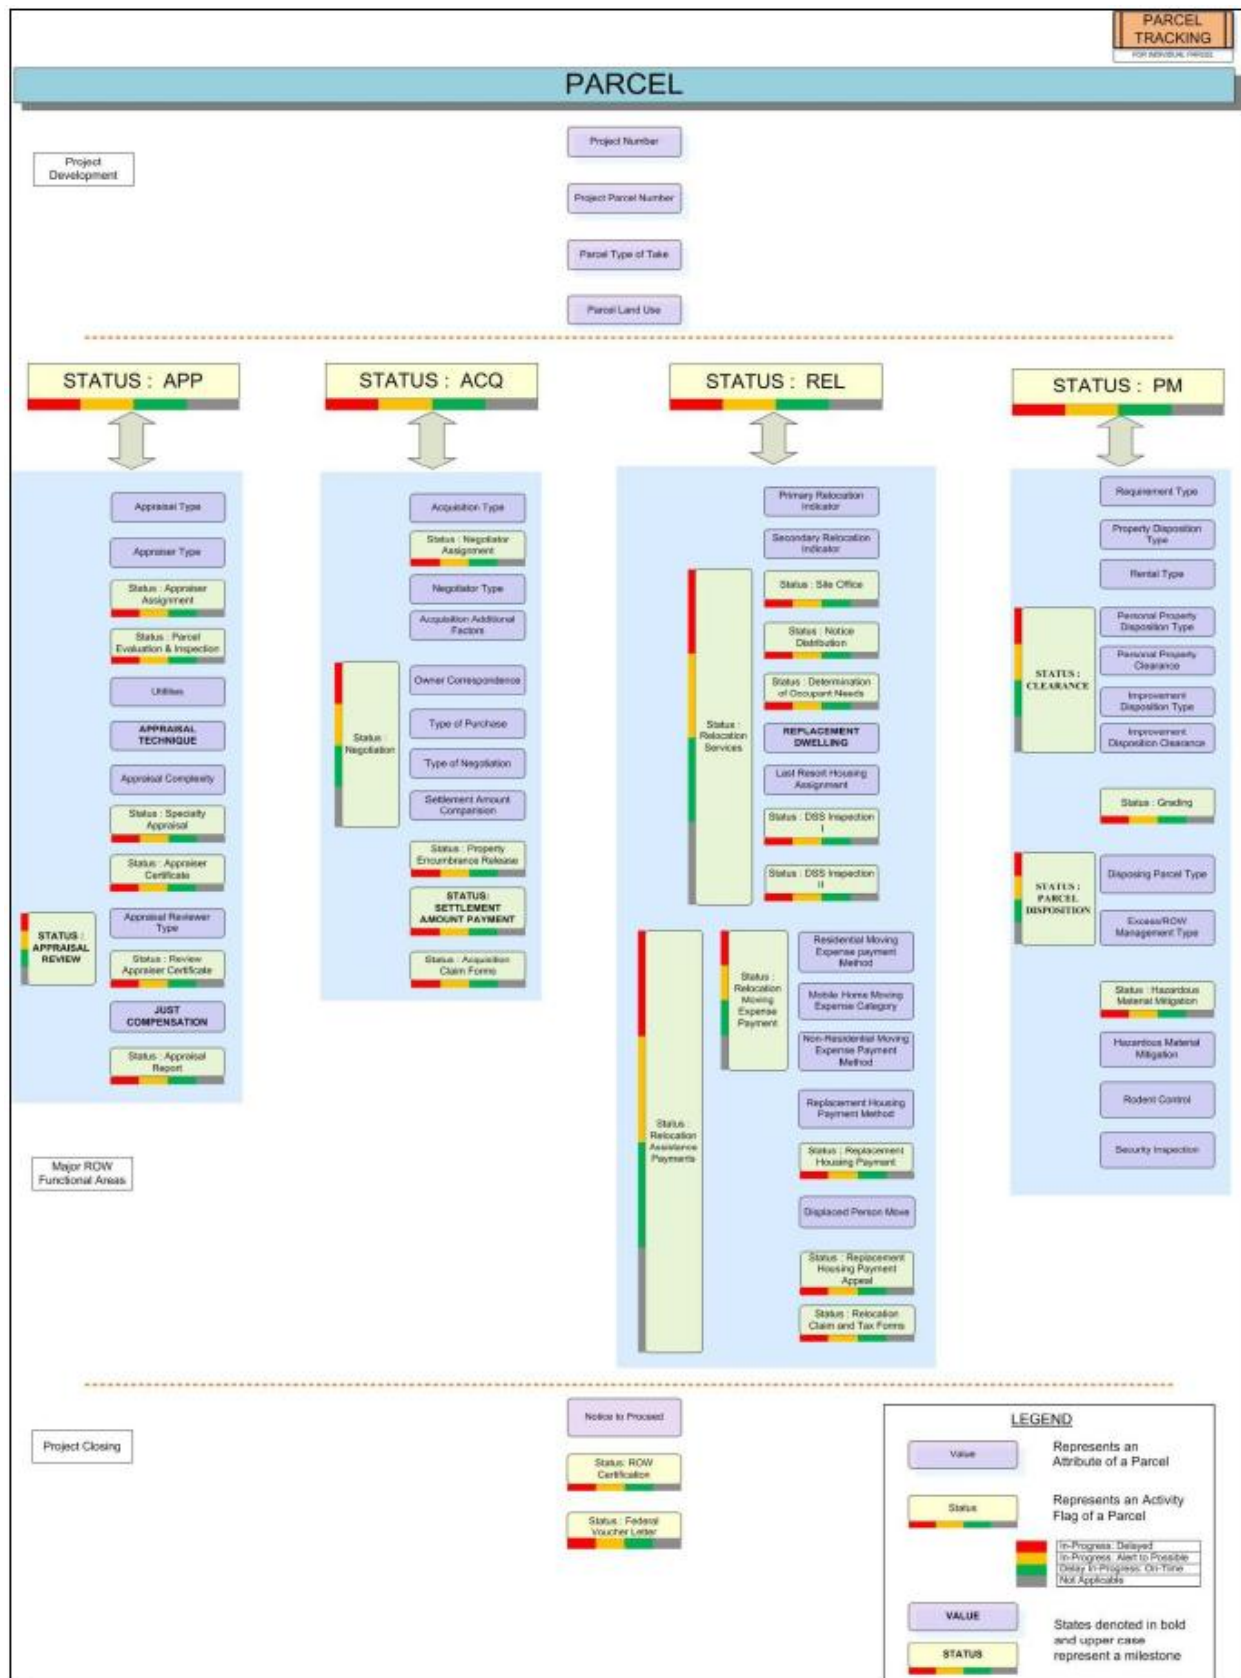 PARCEL
TRACKING
FOR INDIVIDUAL PARCEL
PARCEL
Project
Development
Project Number
Project Parcel Number
Parcel Type of Take
Parcel Land Use
STATUS : APP
STATUS : ACQ
STATUS : REL
STATUS : PM
Appraisal Type
Appraiser Type
Status : Appraiser
Assignment
Status : Parcel
Evaluation & Inspection
Utilities
APPRAISAL
TECHNIQUE
Appraisal Complexity
Status : Specialty
Appraisal
Status : Appraiser
Certificate
STATUS :
APPRAISAL
REVIEW
Appraisal Reviewer
Type
Status : Review
Appraiser Certificate
JUST
COMPENSATION
Status : Appraisal
Report
Acquisition Type
Status : Negotiator
Assignment
Negotiator Type
Acquisition Additional
Factors
Status :
Negotiation
Owner Correspondence
Type of Purchase
Type of Negotiation
Settlement Amount
Comparision
Status : Property
Encumbrance Release
STATUS:
SETTLEMENT
AMOUNT PAYMENT
Status : Acquisition
Claim Forms
Primary Relocation
Indicator
Secondary Relocation
Indicator
Status :
Relocation
Services
Status : Site Office
Status : Notice
Distribution
Status : Determination
of Occupant Needs
REPLACEMENT
DWELLING
Last Resort Housing
Assignment
Status : DSS Inspection
I
Status : DSS Inspection
II
Status :
Relocation
Assistance
Payments
Status :
Relocation
Moving
Expense
Payment
Residential Moving
Expense payment
Method
Mobile Home Moving
Expense Category
Non-Residential Moving
Expense Payment
Method
Replacement Housing
Payment Method
Status : Replacement
Housing Payment
Displaced Person Move
Status : Replacement
Housing Payment
Appeal
Status : Relocation
Claim and Tax Forms
Requirement Type
Property Disposition
Type
Rental Type
STATUS :
CLEARANCE
Personal Property
Disposition Type
Personal Property
Clearance
Improvement
Disposition Type
Improvement
Disposition Clearance
Status : Grading
STATUS :
PARCEL
DISPOSITION
Disposing Parcel Type
Excess/ROW
Management Type
Status : Hazardous
Material Mitigation
Hazardous Material
Mitigation
Rodent Control
Security Inspection
Major ROW
Functional Areas
Project Closing
Notice to Proceed
Status: ROW
Certification
Status : Federal
Voucher Letter
LEGEND
Value
Represents an
Attribute of a Parcel
Status
Represents an Activity
Flag of a Parcel
In-Progress: Delayed
In-Progress: Alert to Possible
Delay In-Progress: On-Time
Not Applicable
VALUE
STATUS
States denoted in bold
and upper case
represent a milestone